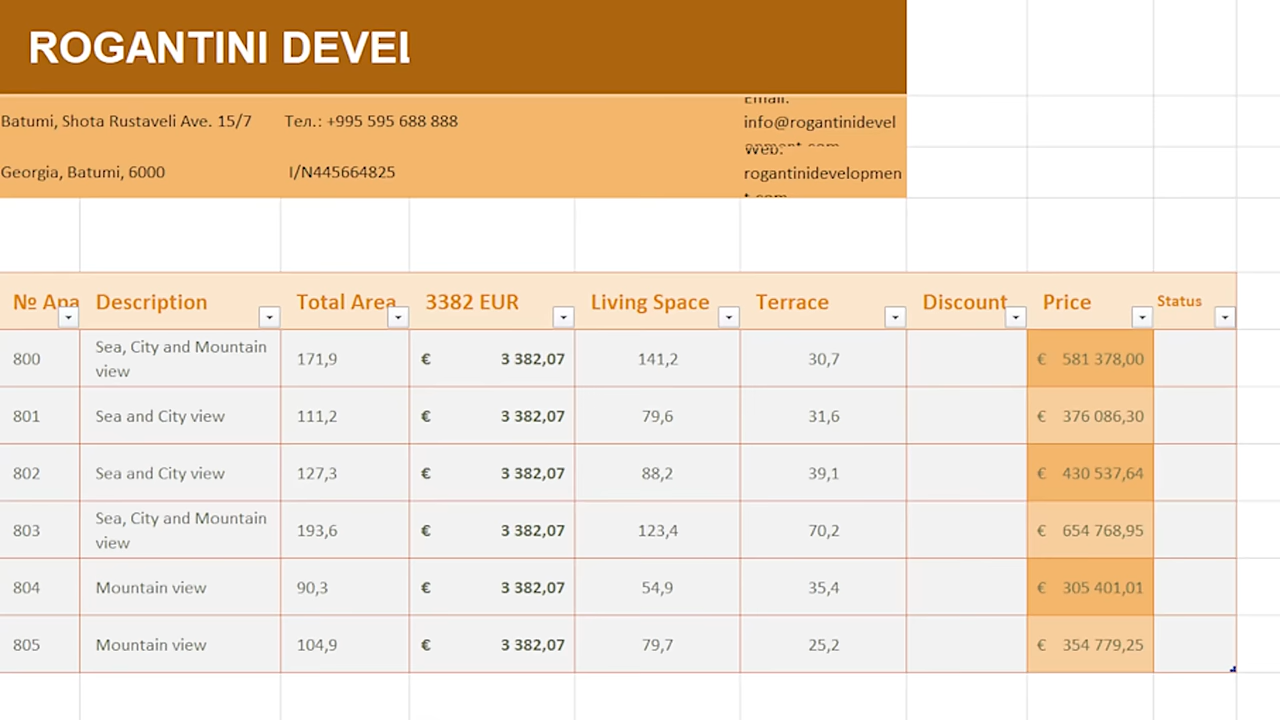 ROGANTINI DEVEL
Batumi, Shota Rustaveli Ave. 15/7 Тел.: +995 595 688 888
Email:
info@rogantinidevel
opment.com
Georgia, Batumi, 6000 I/N445664825
Web:
rogantinidevelopmen
t.com
№ Apa Description Total Area 3382 EUR Living Space Terrace Discount Price Status
800 Sea, City and Mountain view 171,9 € 3 382,07 141,2 30,7 € 581 378,00
801 Sea and City view 111,2 € 3 382,07 79,6 31,6 € 376 086,30
802 Sea and City view 127,3 € 3 382,07 88,2 39,1 € 430 537,64
803 Sea, City and Mountain view 193,6 € 3 382,07 123,4 70,2 € 654 768,95
804 Mountain view 90,3 € 3 382,07 54,9 35,4 € 305 401,01
805 Mountain view 104,9 € 3 382,07 79,7 25,2 € 354 779,25